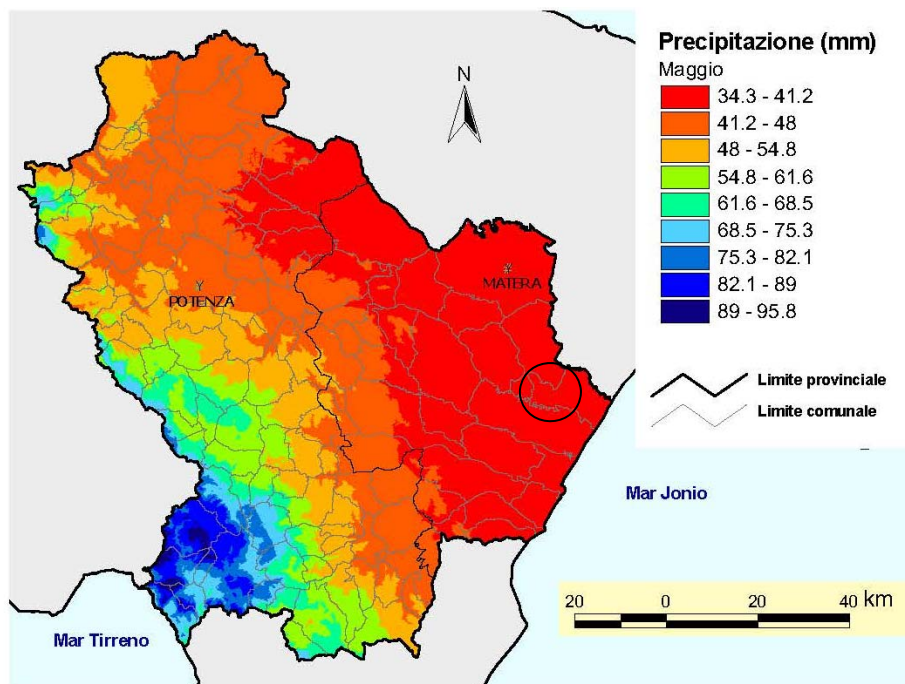 Precipitazione (mm)
Maggio
34.3 - 41.2
41.2 - 48
48 - 54.8
54.8 - 61.6
61.6 - 68.5
68.5 - 75.3
75.3 - 82.1
82.1 - 89
89 - 95.8
Limite provinciale
Limite comunale
N
MATERA
POTENZA
Mar Jonio
Mar Tirreno
20 0 20 40 km